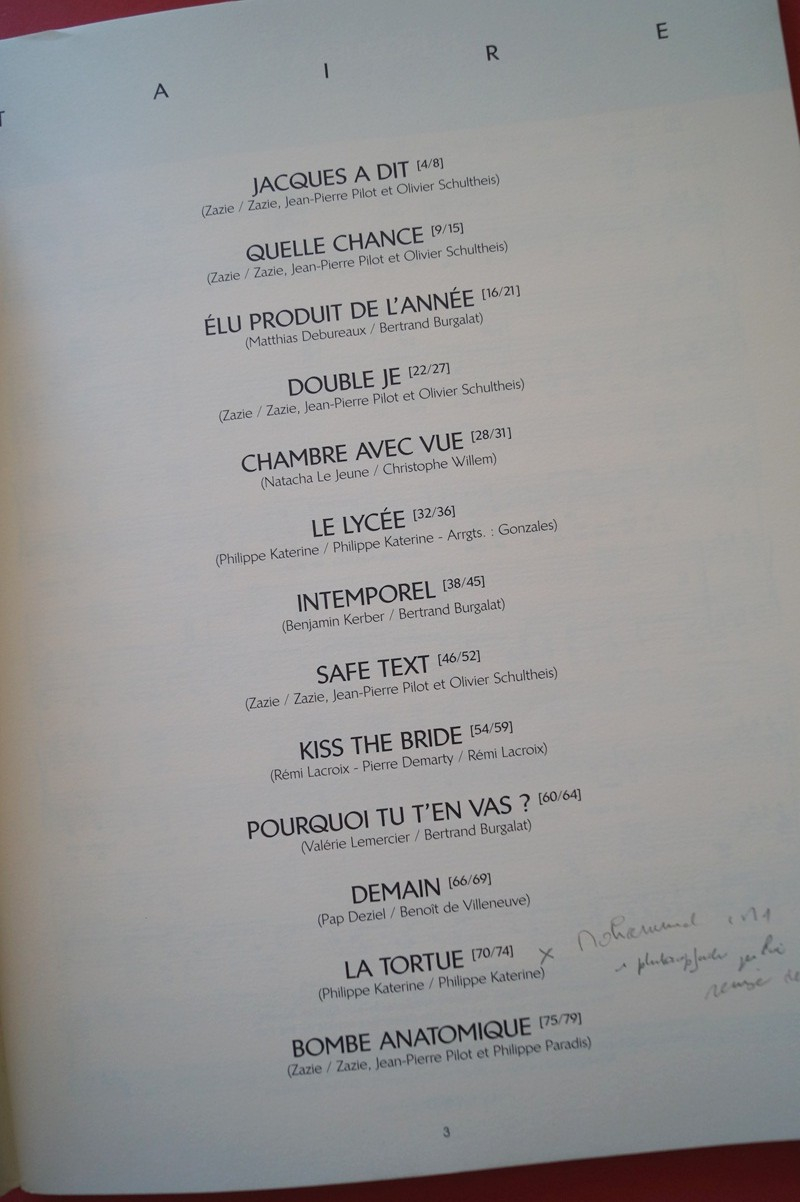 T A I R E
JACQUES A DIT [4/8]
(Zazie / Zazie, Jean-Pierre Pilot et Olivier Schultheis)
QUELLE CHANCE [9/15]
(Zazie / Zazie, Jean-Pierre Pilot et Olivier Schultheis)
ÉLU PRODUIT DE L'ANNÉE [16/21]
(Matthias Debureaux / Bertrand Burgalat)
DOUBLE JE [22/27]
(Zazie / Zazie, Jean-Pierre Pilot et Olivier Schultheis)
CHAMBRE AVEC VUE [28/31]
(Natacha Le Jeune / Christophe Willem)
LE LYCÉE [32/36]
(Philippe Katerine / Philippe Katerine - Arrgts. : Gonzales)
INTEMPOREL [38/45]
(Benjamin Kerber / Bertrand Burgalat)
SAFE TEXT [46/52]
(Zazie / Zazie, Jean-Pierre Pilot et Olivier Schultheis)
KISS THE BRIDE [54/59]
(Rémi Lacroix - Pierre Demarty / Rémi Lacroix)
POURQUOI TU T'EN VAS ? [60/64]
(Valérie Lemercier / Bertrand Burgalat)
DEMAIN [66/69]
(Pap Deziel / Benoît de Villeneuve)
LA TORTUE [70/74] x Mohammed
(Philippe Katerine / Philippe Katerine)
BOMBE ANATOMIQUE [75/79]
(Zazie / Zazie, Jean-Pierre Pilot et Philippe Paradis)
3